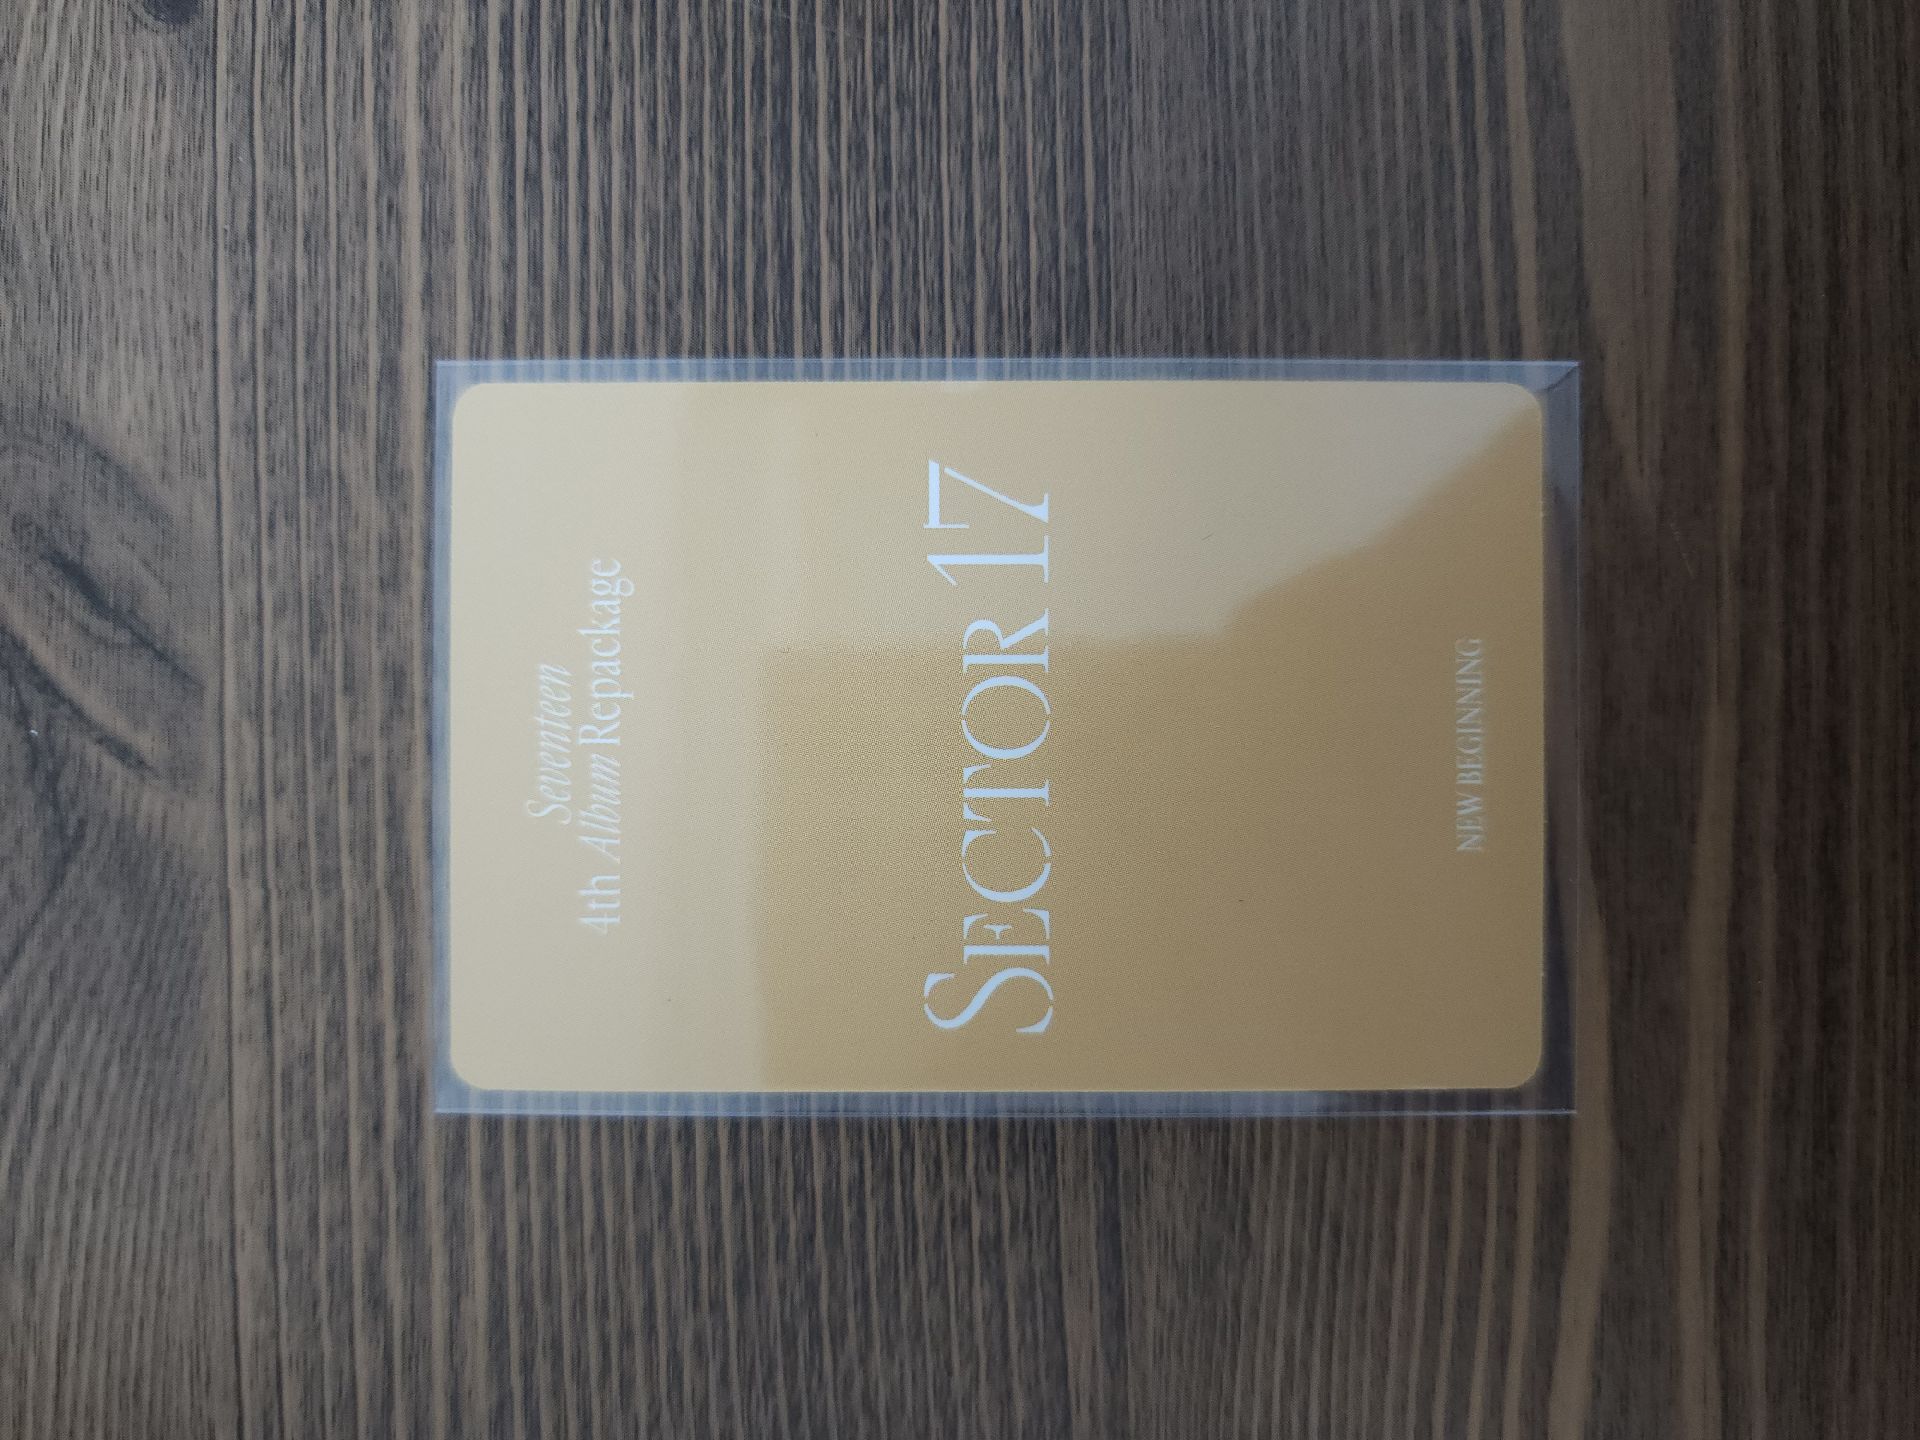 Seventeen
4th Album Repackage
SECTOR 17
NEW BEGINNING